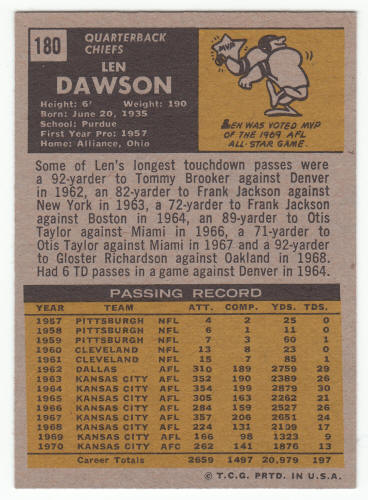 180
QUARTERBACK
CHIEFS
LEN
DAWSON
Height: 6' Weight: 190
Born: June 20, 1935
School: Purdue
First Year Pro: 1957
Home: Alliance, Ohio
MVP
LEN WAS VOTED MVP
OF THE 1969 AFL
ALL-STAR GAME.
Some of Len's longest touchdown passes were
a 92-yarder to Tommy Brooker against Denver
in 1962, an 82-yarder to Frank Jackson against
New York in 1963, a 72-yarder to Frank Jackson
against Boston in 1964, an 89-yarder to Otis
Taylor against Miami in 1966, a 71-yarder to
Otis Taylor against Miami in 1967 and a 92-yarder
to Gloster Richardson against Oakland in 1968.
Had 6 TD passes in a game against Denver in 1964.
PASSING RECORD
YEAR TEAM ATT. COMP. YDS. TDS.
1957 PITTSBURGH NFL 4 2 25 0
1958 PITTSBURGH NFL 6 1 11 0
1959 PITTSBURGH NFL 7 3 60 1
1960 CLEVELAND NFL 13 8 23 0
1961 CLEVELAND NFL 15 7 85 1
1962 DALLAS AFL 310 189 2759 29
1963 KANSAS CITY AFL 352 190 2389 26
1964 KANSAS CITY AFL 354 199 2879 30
1965 KANSAS CITY AFL 305 163 2262 21
1966 KANSAS CITY AFL 284 159 2527 26
1967 KANSAS CITY AFL 357 206 2651 24
1968 KANSAS CITY AFL 224 131 2109 17
1969 KANSAS CITY AFL 166 98 1323 9
1970 KANSAS CITY AFC 262 141 1876 13
Career Totals 2659 1497 20,979 197
© T.C.G. PRTD. IN U.S.A.